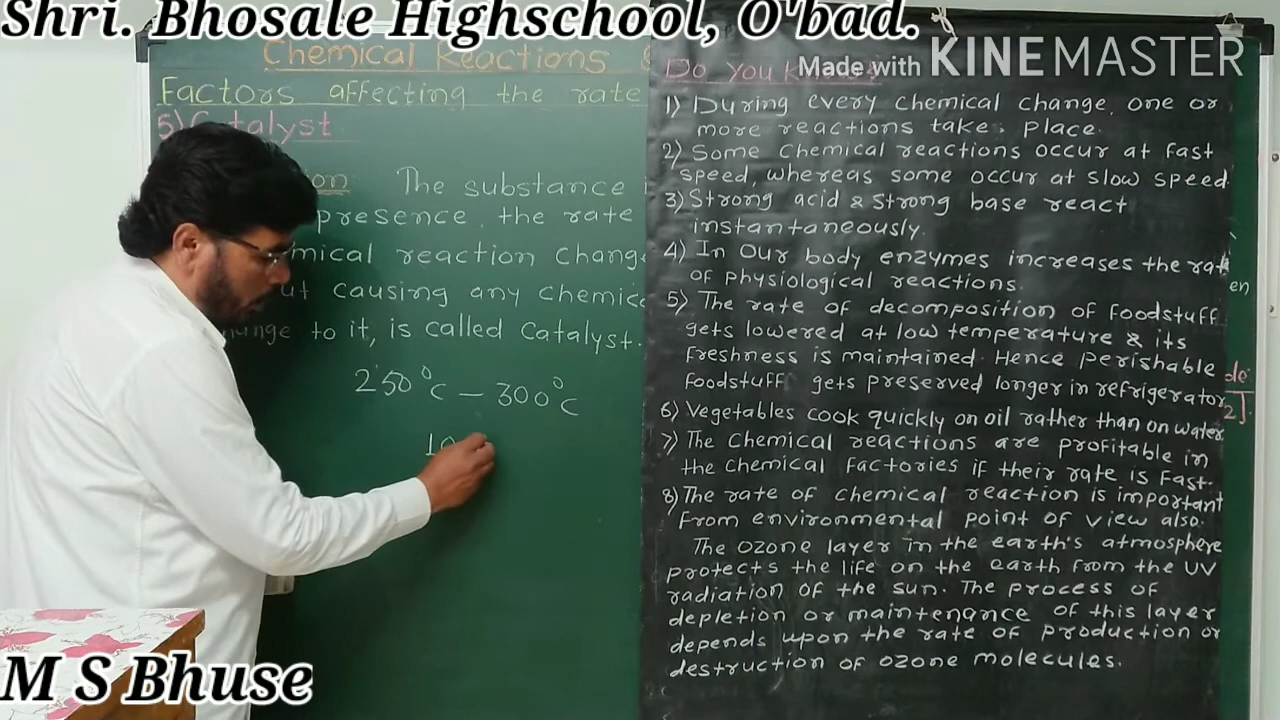 Shri. Bhosale Highschool, O'bad.
Made with KINEMASTER
Chemical Reactions &
Factors affecting the rate
5) Catalyst
The substance
presence, the rate
mical reaction chang
ut causing any chemic
hange to it, is called Catalyst.
250°c – 300°c
10
Do you know
1) During every chemical change, one or
more reactions take place.
2) Some chemical reactions occur at fast
speed, whereas some occur at slow speed.
3) Strong acid & strong base react
instantaneously.
4) In Our body enzymes increases the rate
of physiological reactions.
5) The rate of decomposition of foodstuff
gets lowered at low temperature & its
freshness is maintained. Hence perishable
foodstuff gets preserved longer in refrigerator
6) Vegetables cook quickly on oil rather than on water
7) The chemical reactions are profitable in
the chemical factories if their rate is fast.
8) The rate of chemical reaction is important
from environmental point of view also.
The ozone layer in the earth's atmosphere
protects the life on the earth from the UV
radiation of the sun. The process of
depletion or maintenance of this layer
depends upon the rate of production or
destruction of ozone molecules.
en
2].
M S Bhuse